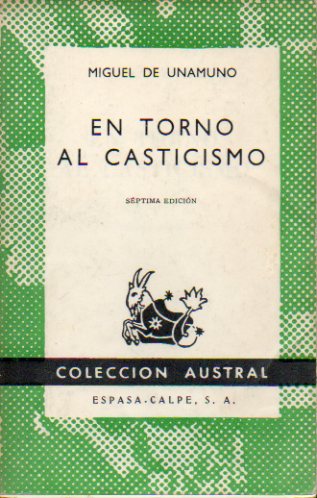 MIGUEL DE UNAMUNO
EN TORNO
AL CASTICISMO
SÉPTIMA EDICIÓN
COLECCION AUSTRAL
ESPASA-CALPE, S. A.